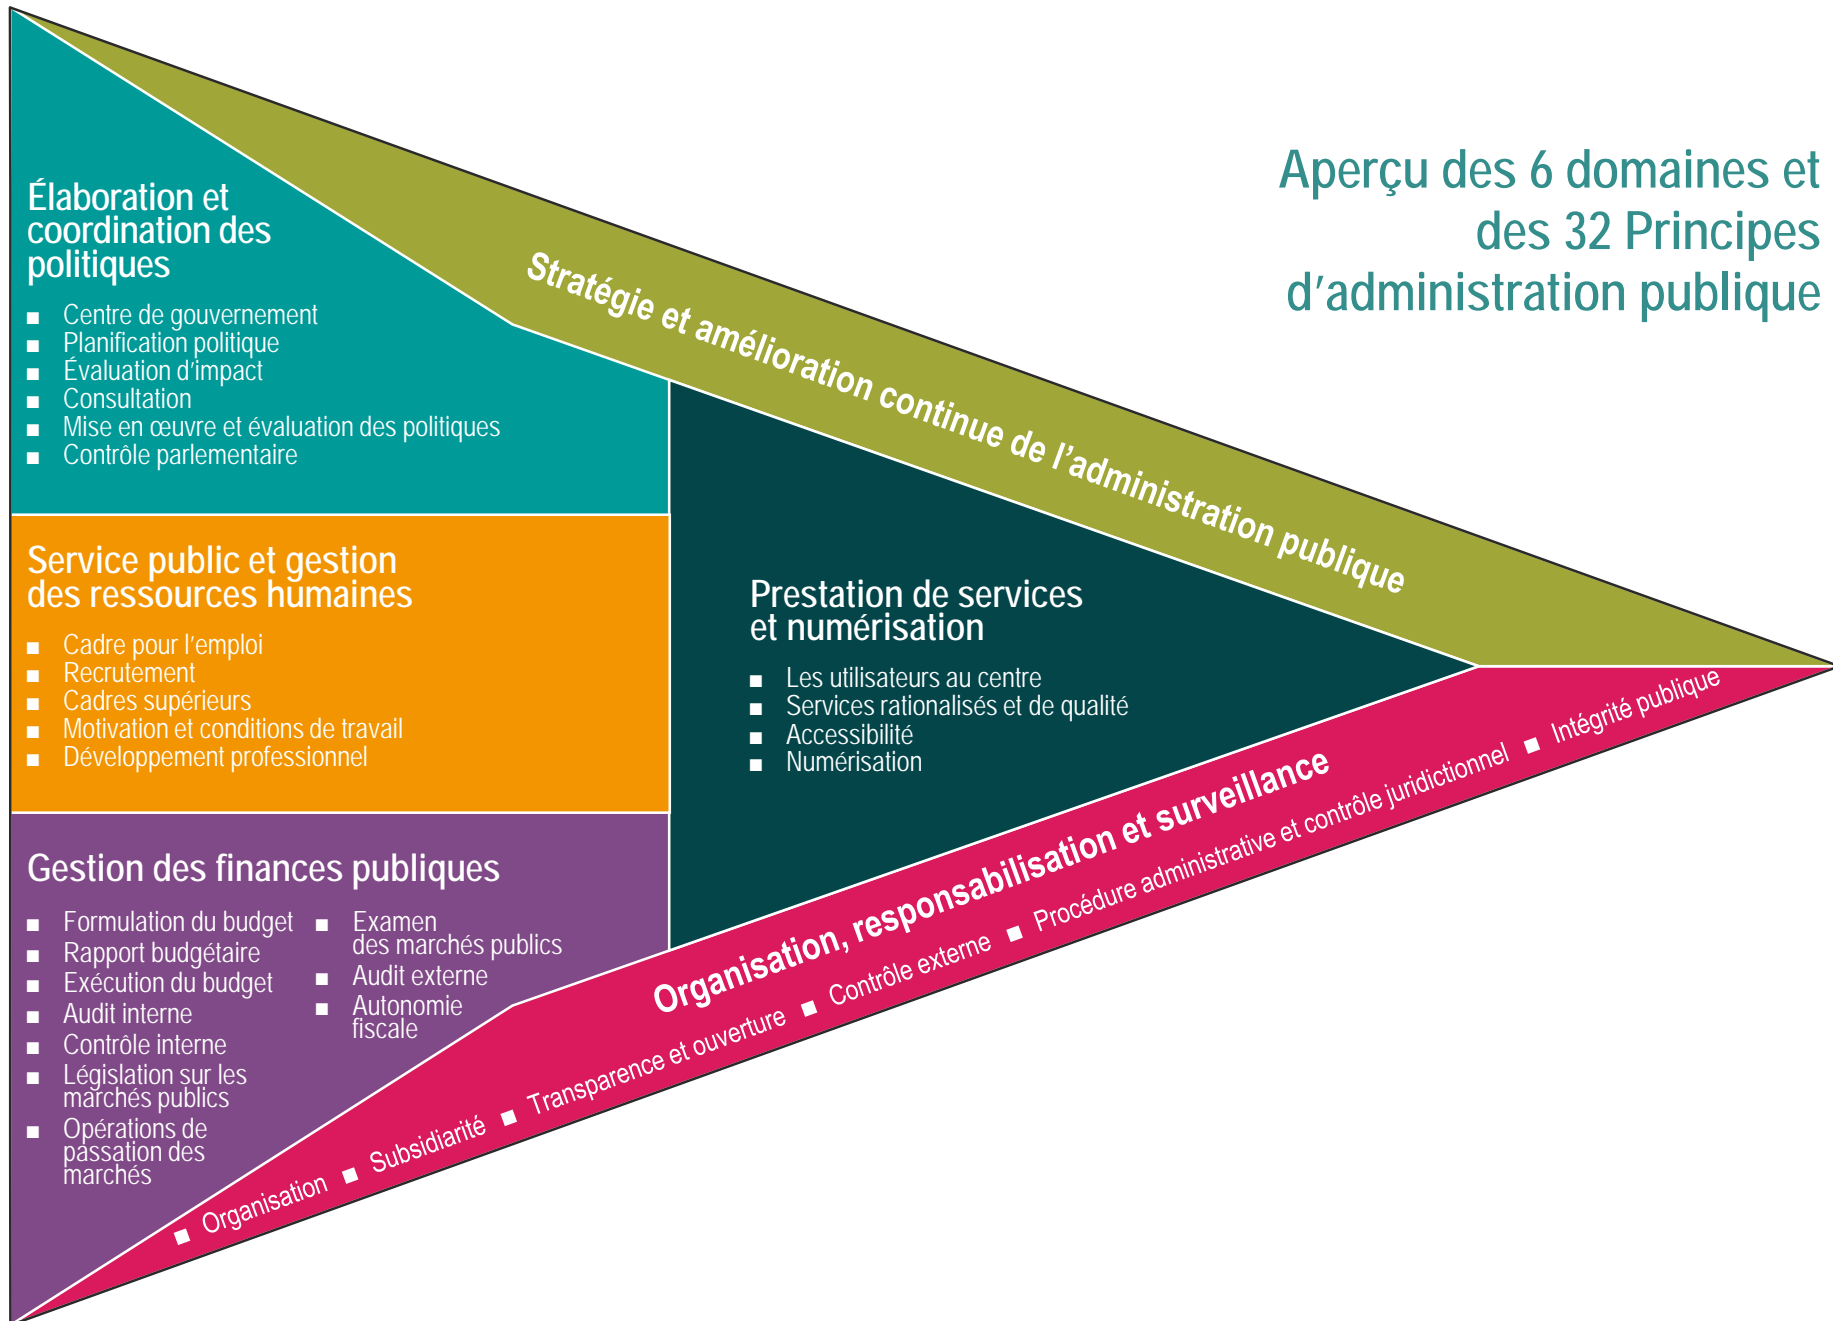 Aperçu des 6 domaines et
des 32 Principes
d'administration publique
Stratégie et amélioration continue de l'administration publique
Élaboration et
coordination des
politiques
■ Centre de gouvernement
■ Planification politique
■ Évaluation d'impact
■ Consultation
■ Mise en œuvre et évaluation des politiques
■ Contrôle parlementaire
Service public et gestion
des ressources humaines
■ Cadre pour l'emploi
■ Recrutement
■ Cadres supérieurs
■ Motivation et conditions de travail
■ Développement professionnel
Prestation de services
et numérisation
■ Les utilisateurs au centre
■ Services rationalisés et de qualité
■ Accessibilité
■ Numérisation
Gestion des finances publiques
■ Formulation du budget
■ Rapport budgétaire
■ Exécution du budget
■ Audit interne
■ Contrôle interne
■ Législation sur les
marchés publics
■ Opérations de
passation des
marchés
■ Examen
des marchés publics
■ Audit externe
■ Autonomie
fiscale
Organisation, responsabilisation et surveillance
■ Organisation ■ Subsidiarité ■ Transparence et ouverture ■ Contrôle externe ■ Procédure administrative et contrôle juridictionnel ■ Intégrité publique